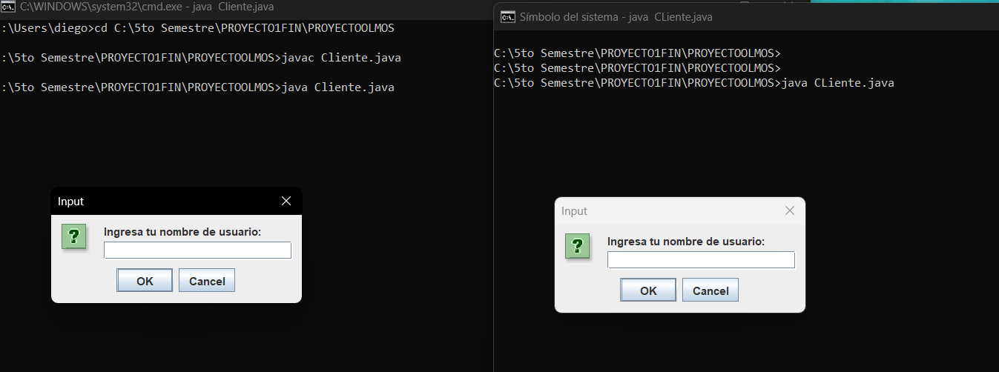 C:\WINDOWS\system32\cmd.exe - java  Cliente.java
:\Users\diego>cd C:\5to Semestre\PROYECTO1FIN\PROYECTOOLMOS
:\5to Semestre\PROYECTO1FIN\PROYECTOOLMOS>javac Cliente.java
:\5to Semestre\PROYECTO1FIN\PROYECTOOLMOS>java Cliente.java
Input
Ingresa tu nombre de usuario:
OK
Cancel
Símbolo del sistema - java  CLiente.java
C:\5to Semestre\PROYECTO1FIN\PROYECTOOLMOS>
C:\5to Semestre\PROYECTO1FIN\PROYECTOOLMOS>
C:\5to Semestre\PROYECTO1FIN\PROYECTOOLMOS>java CLiente.java
Input
Ingresa tu nombre de usuario:
OK
Cancel